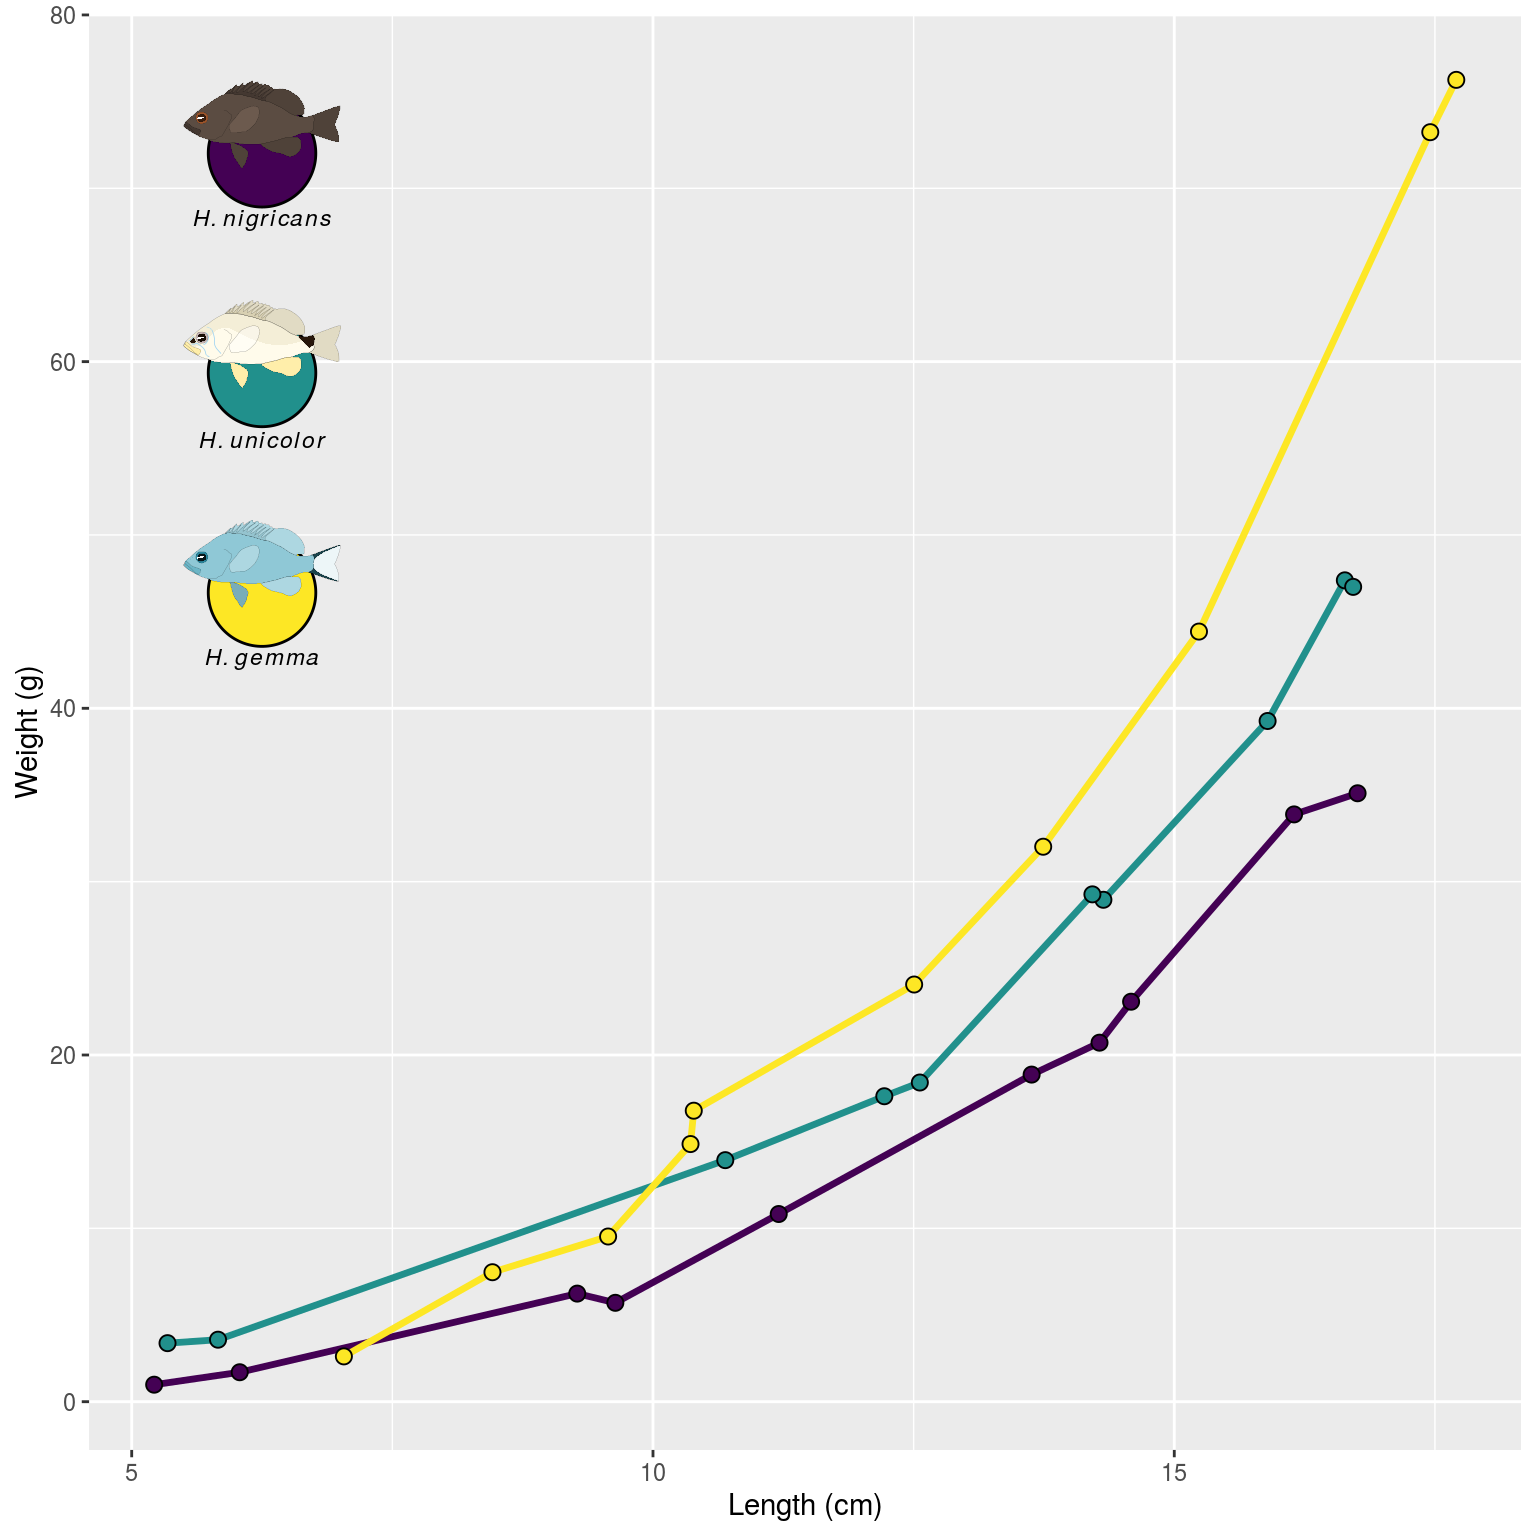 80
60
40
20
0
Weight (g)
H. nigricans
H. unicolor
H. gemma
5 10 15
Length (cm)